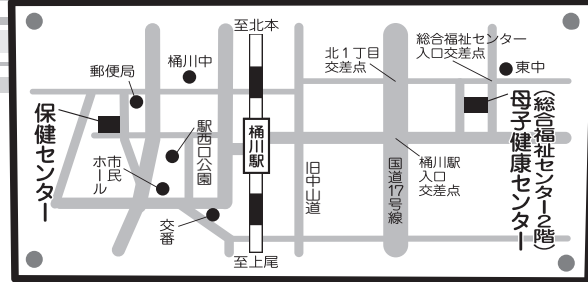 至北本
郵便局
桶川中
北1丁目
交差点
総合福祉センター
入口交差点
東中
保健センター
市民
ホール
駅西口公園
交番
桶川駅
旧中山道
国道17号線
桶川駅
入口
交差点
母子健康センター
(総合福祉センター2階)
至上尾